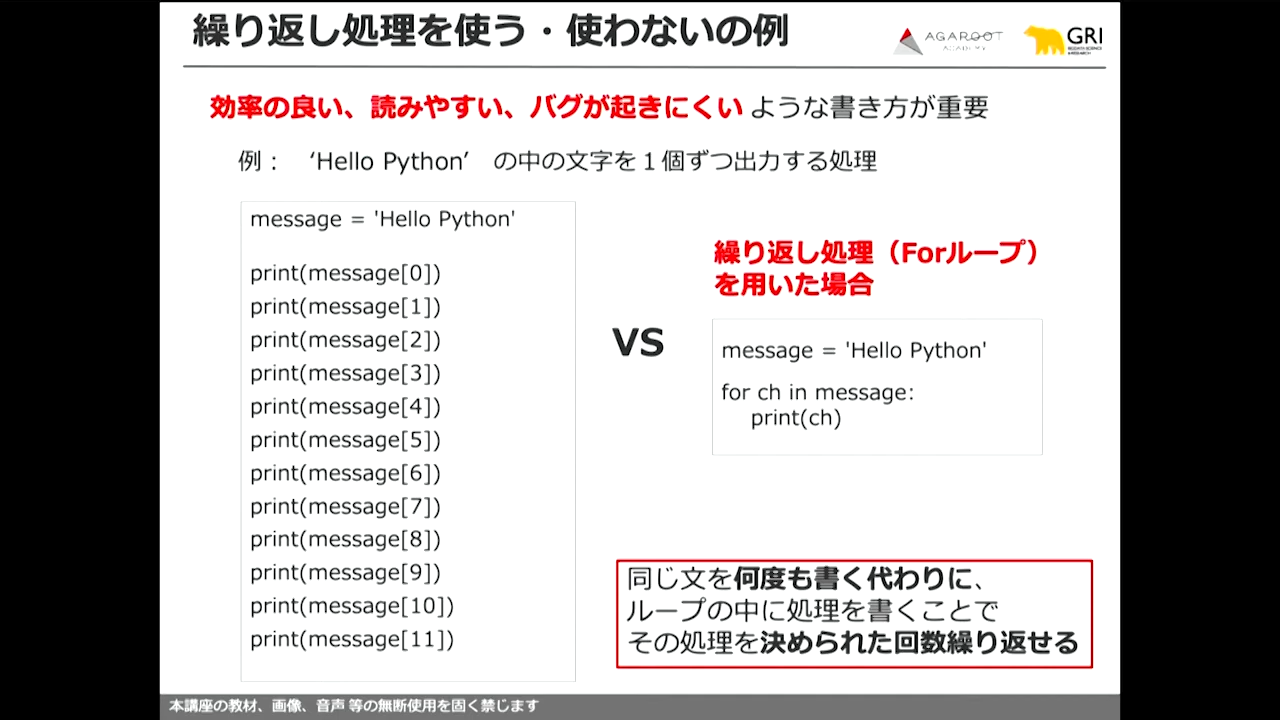 繰り返し処理を使う・使わないの例
AGAROOT
ACADEMY
GRI
効率の良い、読みやすい、バグが起きにくい ような書き方が重要
例： ‘Hello Python’ の中の文字を１個ずつ出力する処理
message = 'Hello Python'
print(message[0])
print(message[1])
print(message[2])
print(message[3])
print(message[4])
print(message[5])
print(message[6])
print(message[7])
print(message[8])
print(message[9])
print(message[10])
print(message[11])
VS
繰り返し処理（Forループ）
を用いた場合
message = 'Hello Python'
for ch in message:
print(ch)
同じ文を何度も書く代わりに、
ループの中に処理を書くことで
その処理を決められた回数繰り返せる
本講座の教材、画像、音声 等の無断使用を固く禁じます